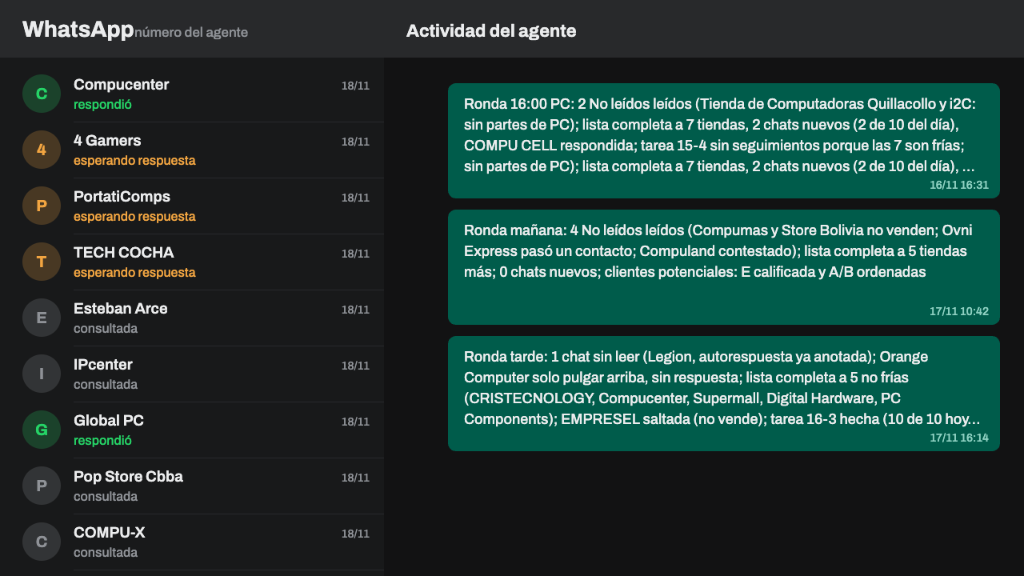 WhatsApp número del agente
Actividad del agente
C
Compucenter
18/11
respondió
4
4 Gamers
18/11
esperando respuesta
P
PortatiComps
18/11
esperando respuesta
T
TECH COCHA
18/11
esperando respuesta
E
Esteban Arce
18/11
consultada
I
IPcenter
18/11
consultada
G
Global PC
18/11
respondió
P
Pop Store Cbba
18/11
consultada
C
COMPU-X
18/11
consultada
Ronda 16:00 PC: 2 No leídos leídos (Tienda de Computadoras Quillacollo y i2C:
sin partes de PC); lista completa a 7 tiendas, 2 chats nuevos (2 de 10 del día),
COMPU CELL respondida; tarea 15-4 sin seguimientos porque las 7 son frías;
sin partes de PC); lista completa a 7 tiendas, 2 chats nuevos (2 de 10 del día), ...
16/11 16:31
Ronda mañana: 4 No leídos leídos (Compumas y Store Bolivia no venden; Ovni
Express pasó un contacto; Compuland contestado); lista completa a 5 tiendas
más; 0 chats nuevos; clientes potenciales: E calificada y A/B ordenadas
17/11 10:42
Ronda tarde: 1 chat sin leer (Legion, autorespuesta ya anotada); Orange
Computer solo pulgar arriba, sin respuesta; lista completa a 5 no frías
(CRISTECNOLOGY, Compucenter, Supermall, Digital Hardware, PC
Components); EMPRESEL saltada (no vende); tarea 16-3 hecha (10 de 10 hoy...
17/11 16:14